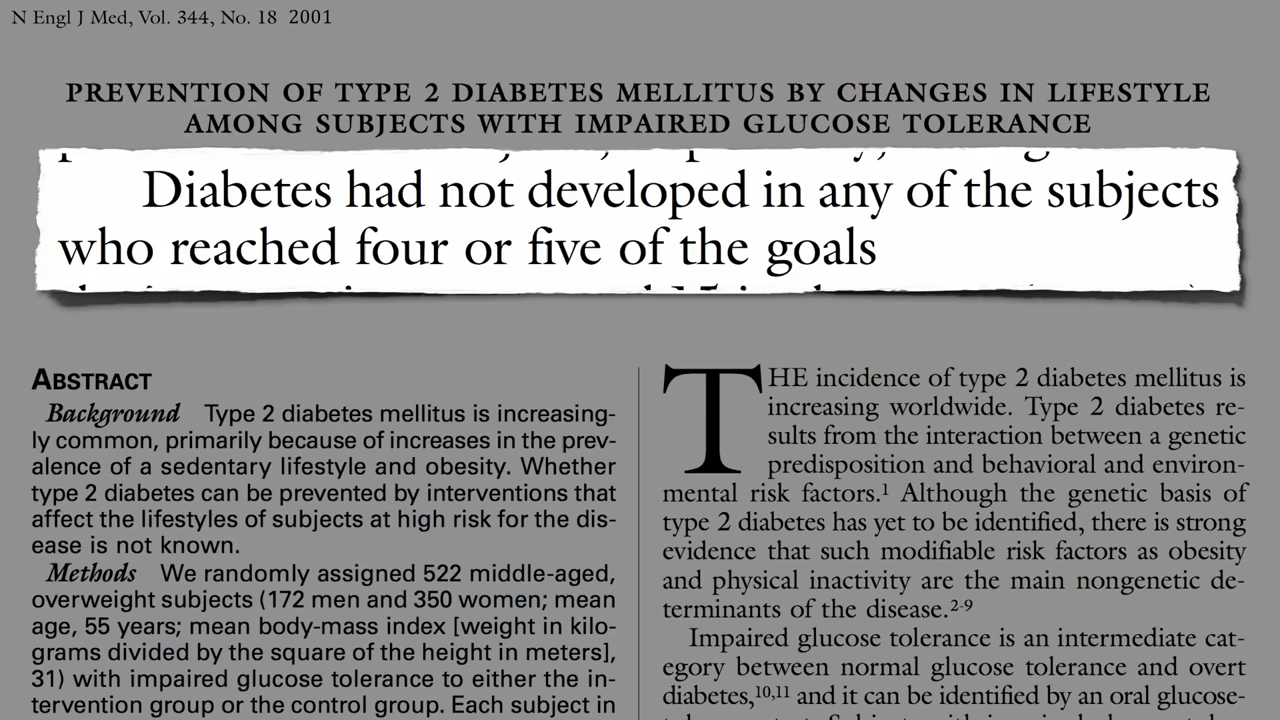 N Engl J Med, Vol. 344, No. 18 2001
PREVENTION OF TYPE 2 DIABETES MELLITUS BY CHANGES IN LIFESTYLE
AMONG SUBJECTS WITH IMPAIRED GLUCOSE TOLERANCE
Diabetes had not developed in any of the subjects
who reached four or five of the goals
ABSTRACT
Background Type 2 diabetes mellitus is increasing-
ly common, primarily because of increases in the prev-
alence of a sedentary lifestyle and obesity. Whether
type 2 diabetes can be prevented by interventions that
affect the lifestyles of subjects at high risk for the dis-
ease is not known.
Methods We randomly assigned 522 middle-aged,
overweight subjects (172 men and 350 women; mean
age, 55 years; mean body-mass index [weight in kilo-
grams divided by the square of the height in meters],
31) with impaired glucose tolerance to either the in-
tervention group or the control group. Each subject in
THE incidence of type 2 diabetes mellitus is
increasing worldwide. Type 2 diabetes re-
sults from the interaction between a genetic
predisposition and behavioral and environ-
mental risk factors.1 Although the genetic basis of
type 2 diabetes has yet to be identified, there is strong
evidence that such modifiable risk factors as obesity
and physical inactivity are the main nongenetic de-
terminants of the disease.2-9
Impaired glucose tolerance is an intermediate cat-
egory between normal glucose tolerance and overt
diabetes,10,11 and it can be identified by an oral glucose-